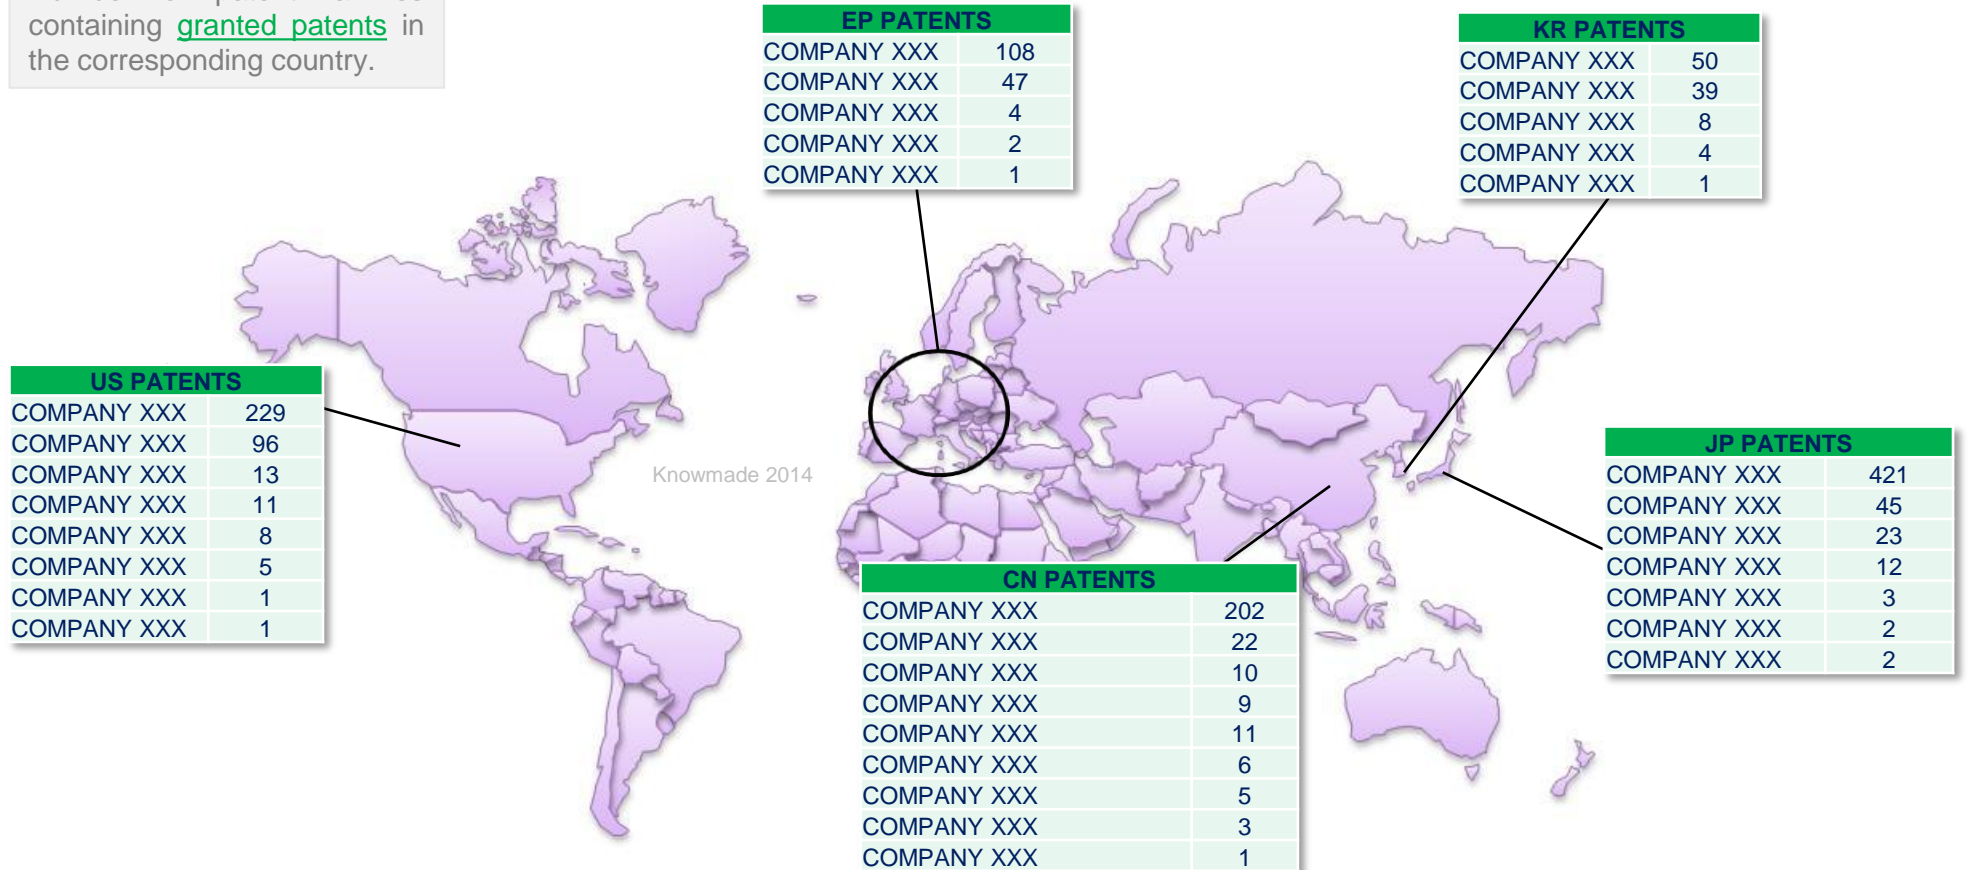 containing granted patents in
the corresponding country.
EP PATENTS
COMPANY XXX 108
COMPANY XXX 47
COMPANY XXX 4
COMPANY XXX 2
COMPANY XXX 1
KR PATENTS
COMPANY XXX 50
COMPANY XXX 39
COMPANY XXX 8
COMPANY XXX 4
COMPANY XXX 1
US PATENTS
COMPANY XXX 229
COMPANY XXX 96
COMPANY XXX 13
COMPANY XXX 11
COMPANY XXX 8
COMPANY XXX 5
COMPANY XXX 1
COMPANY XXX 1
Knowmade 2014
JP PATENTS
COMPANY XXX 421
COMPANY XXX 45
COMPANY XXX 23
COMPANY XXX 12
COMPANY XXX 3
COMPANY XXX 2
COMPANY XXX 2
CN PATENTS
COMPANY XXX 202
COMPANY XXX 22
COMPANY XXX 10
COMPANY XXX 9
COMPANY XXX 11
COMPANY XXX 6
COMPANY XXX 5
COMPANY XXX 3
COMPANY XXX 1